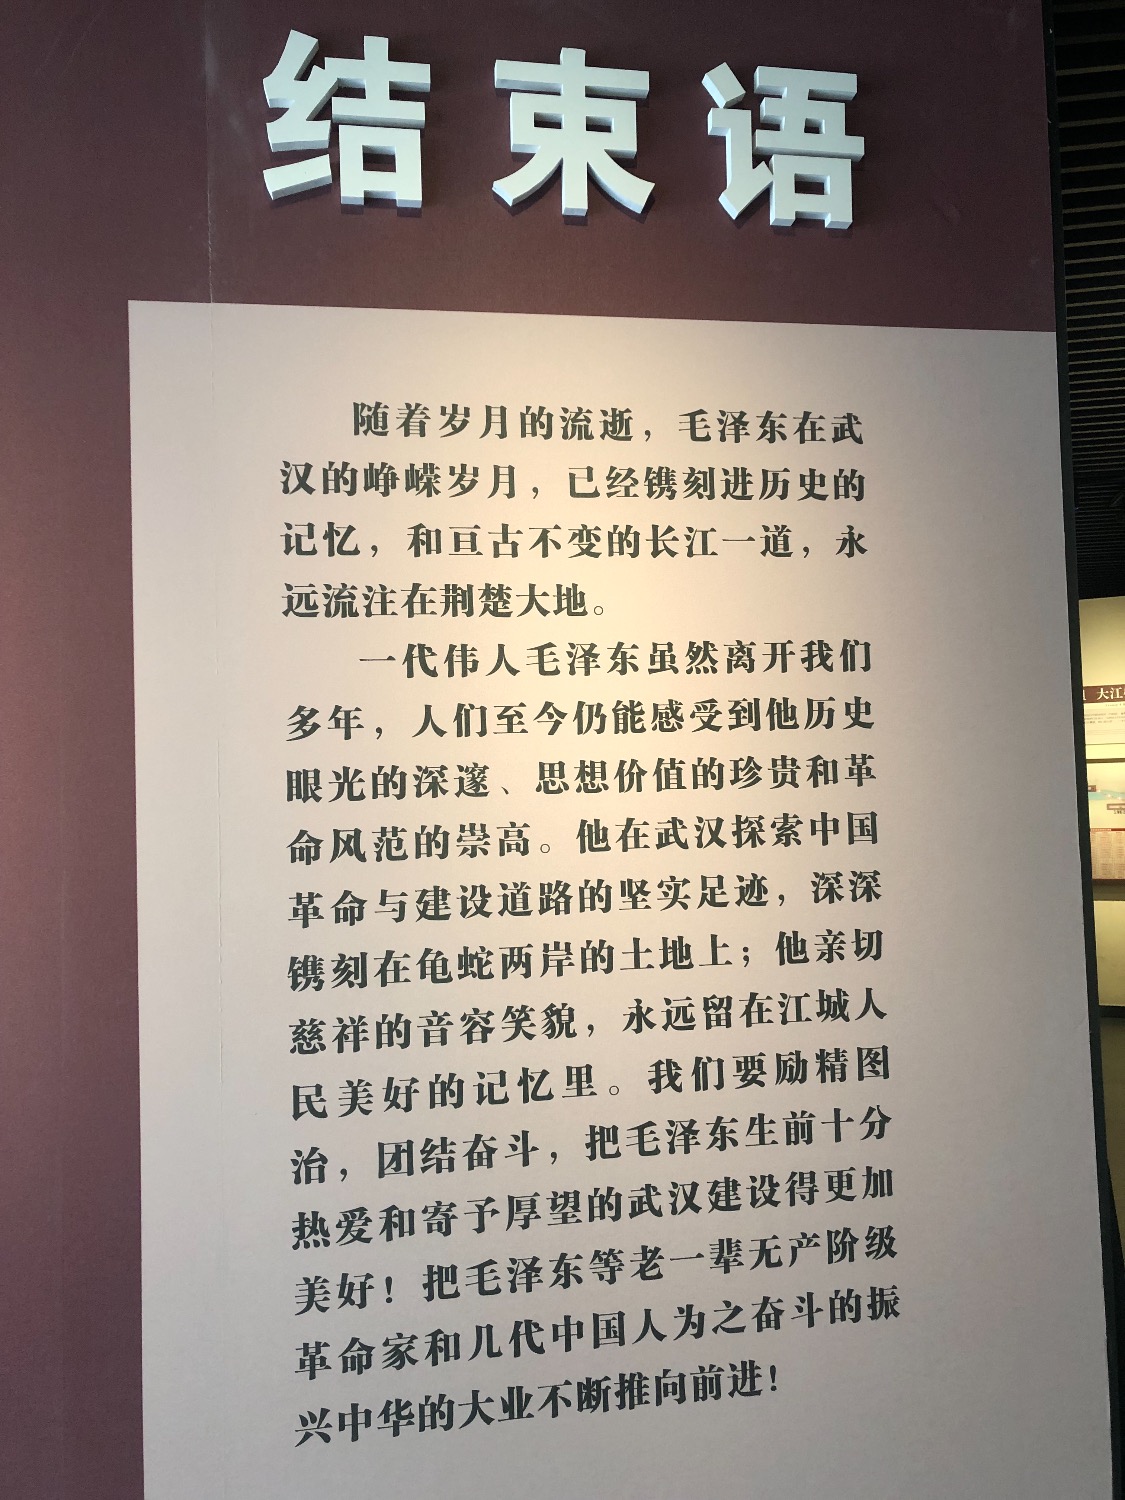 结束语
随着岁月的流逝，毛泽东在武
汉的峥嵘岁月，已经镌刻进历史的
记忆，和亘古不变的长江一道，永
远流注在荆楚大地。
一代伟人毛泽东虽然离开我们
多年，人们至今仍能感受到他历史
眼光的深邃、思想价值的珍贵和革
命风范的崇高。他在武汉探索中国
革命与建设道路的坚实足迹，深深
镌刻在龟蛇两岸的土地上；他亲切
慈祥的音容笑貌，永远留在江城人
民美好的记忆里。我们要励精图
治，团结奋斗，把毛泽东生前十分
热爱和寄予厚望的武汉建设得更加
美好！把毛泽东等老一辈无产阶级
革命家和几代中国人为之奋斗的振
兴中华的大业不断推向前进！
大江